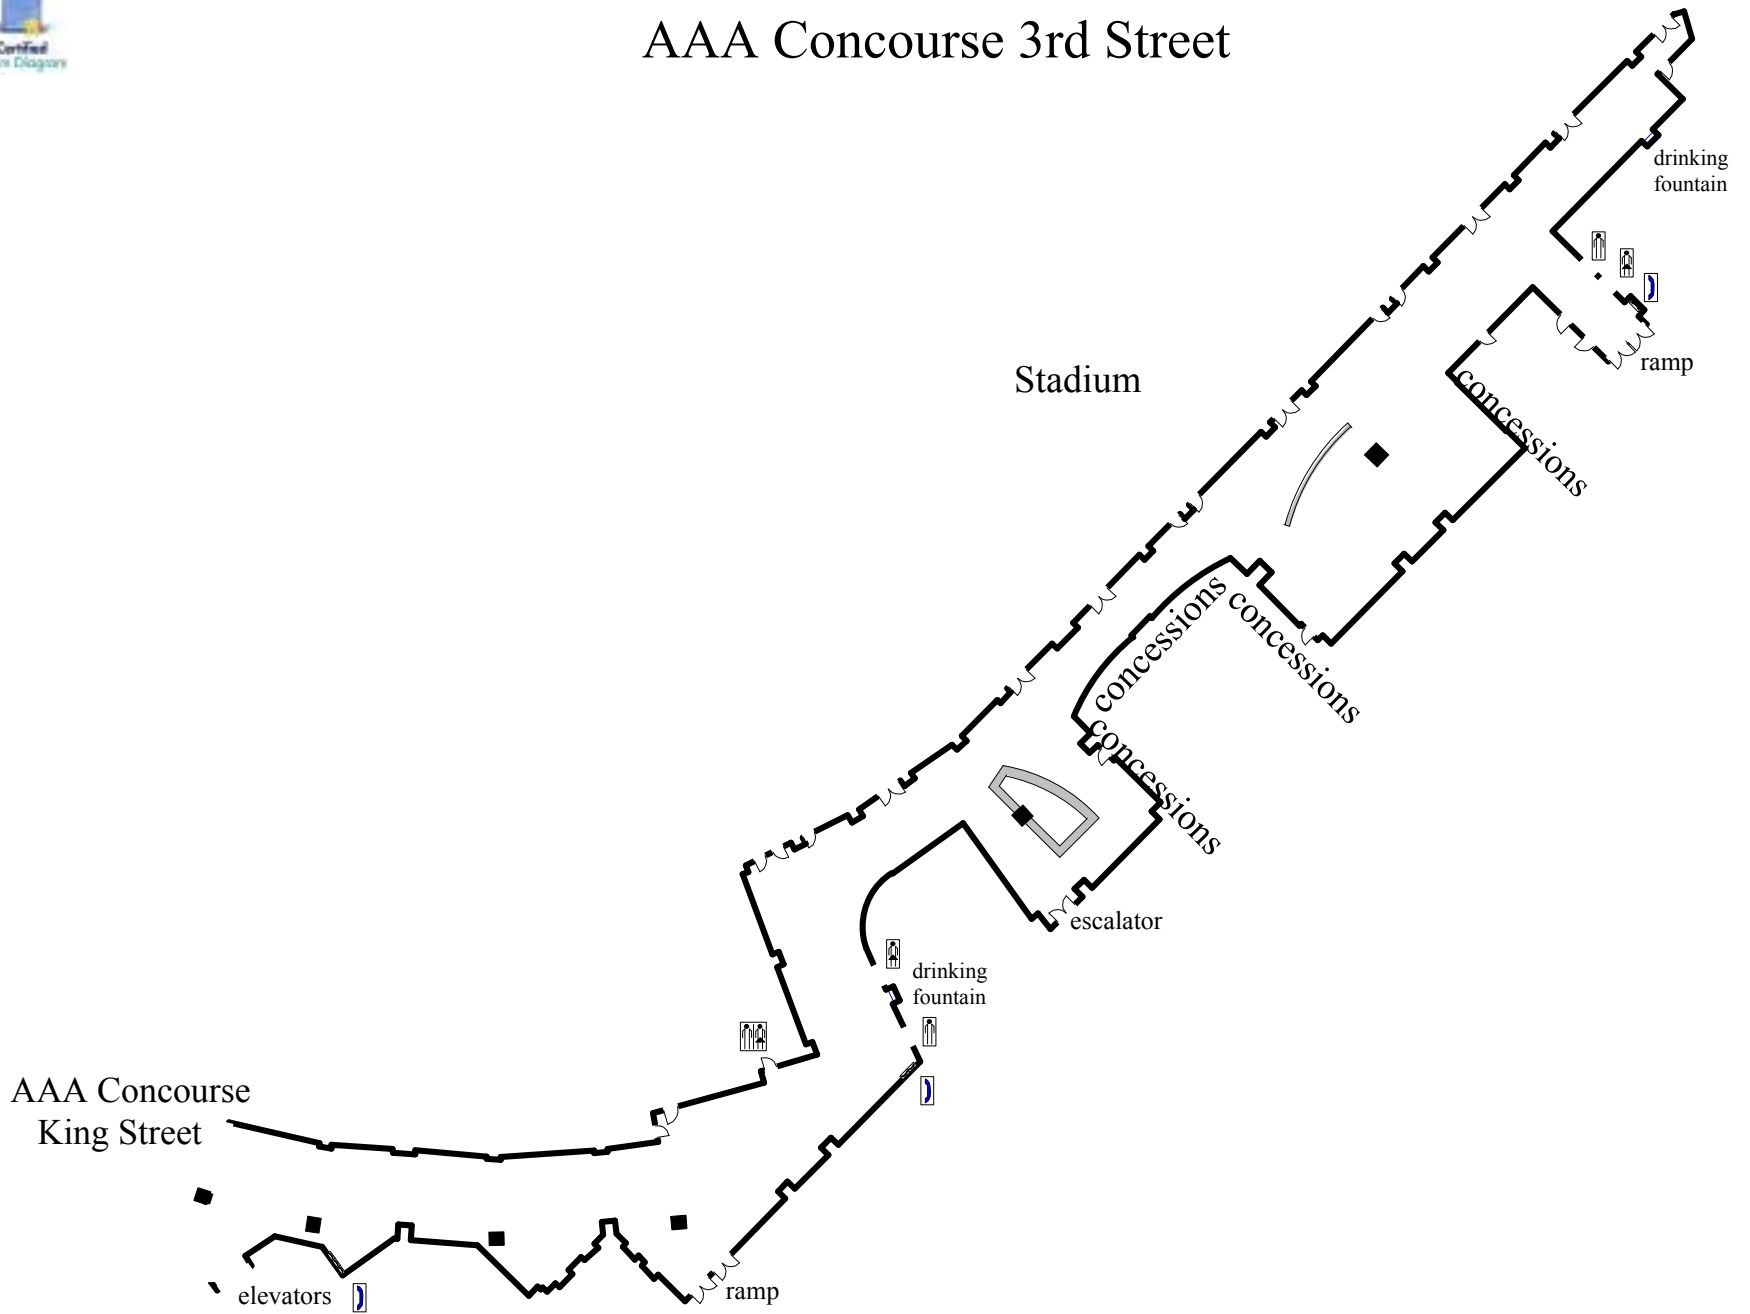 AAA Concourse 3rd Street
Certified
drinking
fountain
ramp
Stadium
concessions
concessions
concessions
concessions
escalator
drinking
fountain
AAA Concourse
King Street
elevators
ramp